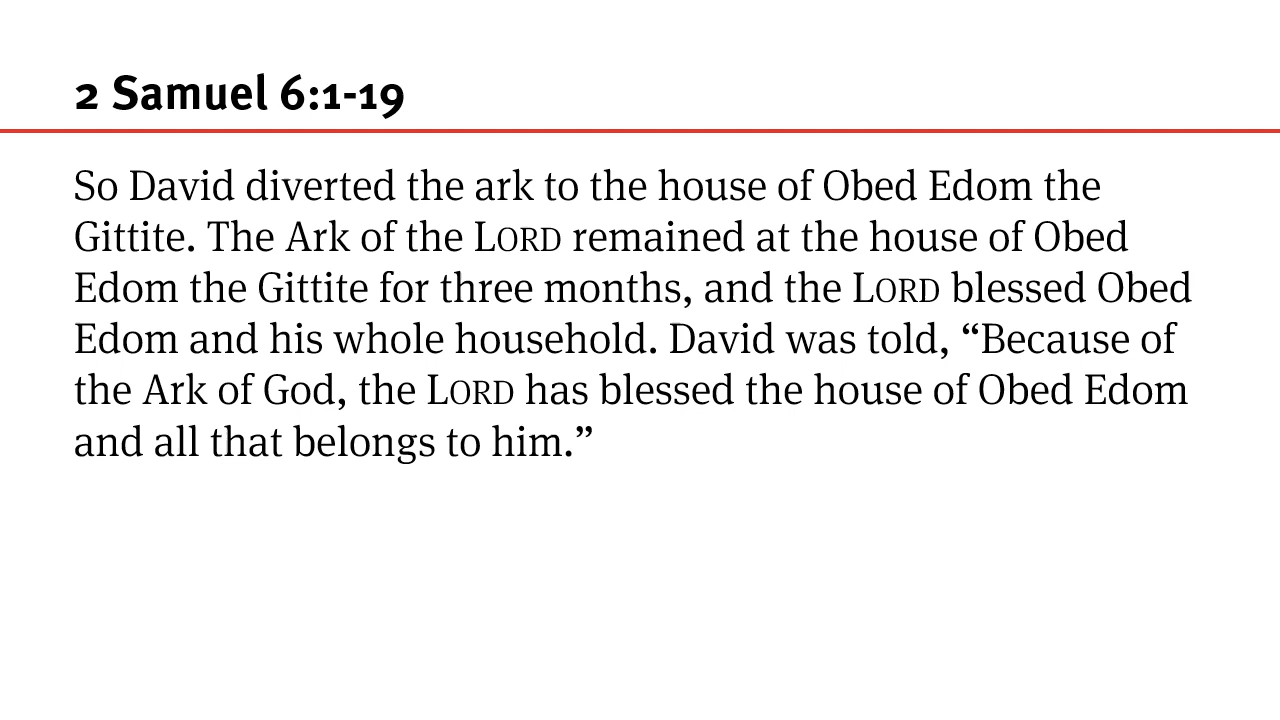 2 Samuel 6:1-19
So David diverted the ark to the house of Obed Edom the
Gittite. The Ark of the LORD remained at the house of Obed
Edom the Gittite for three months, and the LORD blessed Obed
Edom and his whole household. David was told, “Because of
the Ark of God, the LORD has blessed the house of Obed Edom
and all that belongs to him.”